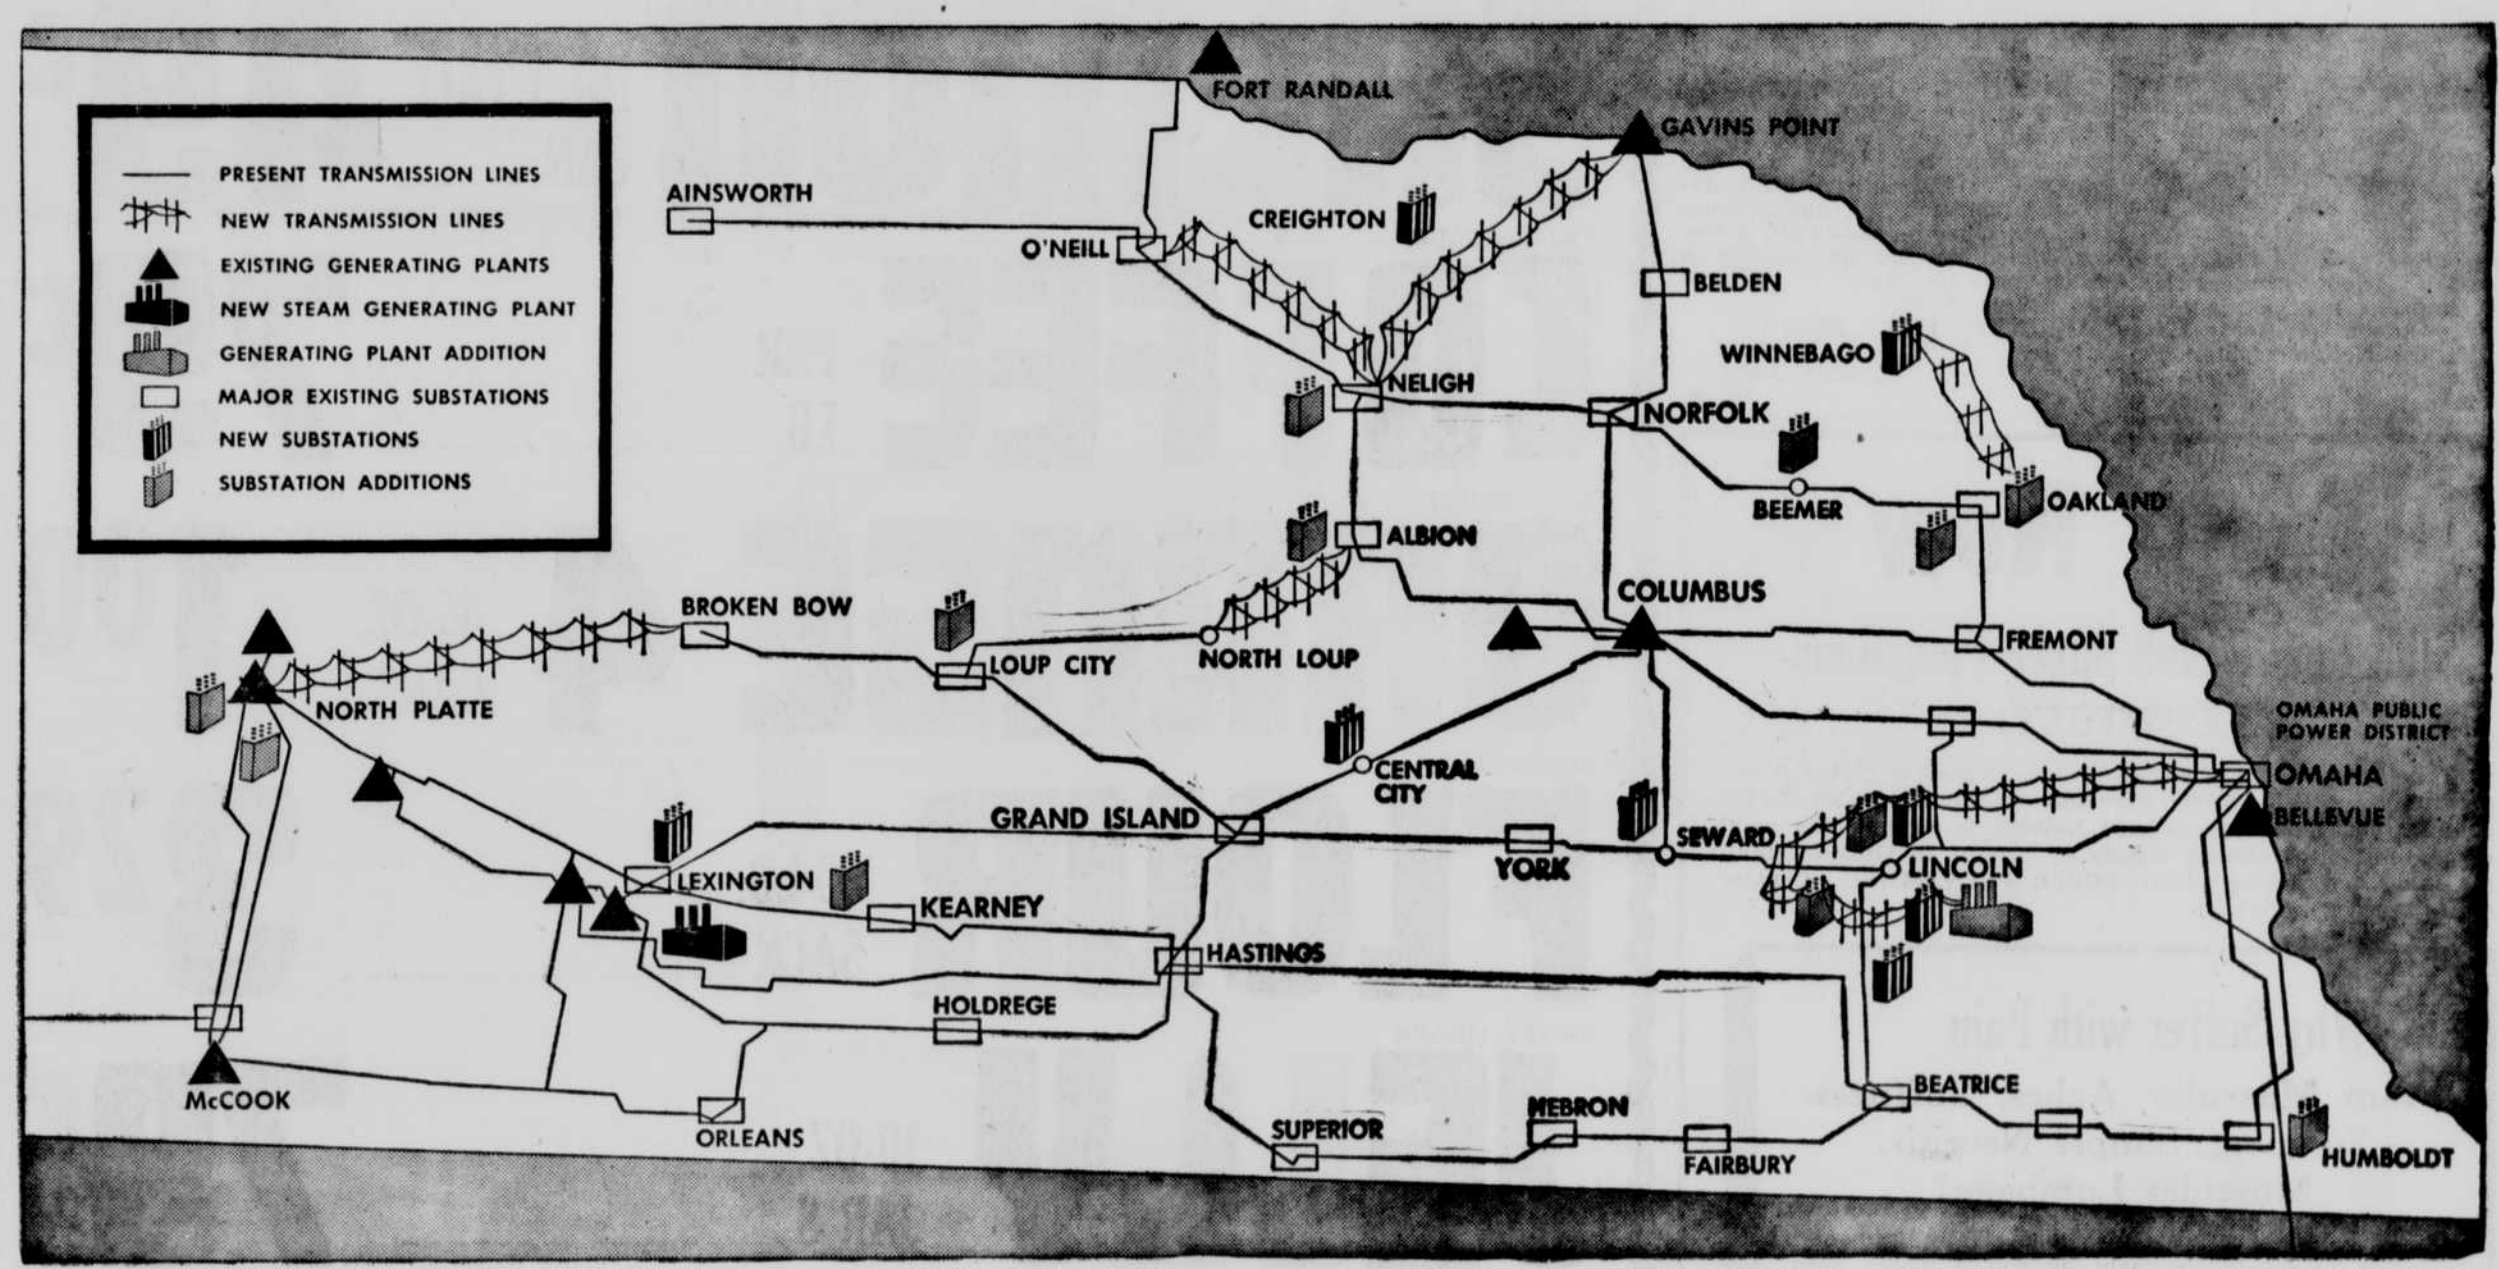 FORT RANDALL
GAVINS POINT
PRESENT TRANSMISSION LINES
NEW TRANSMISSION LINES
EXISTING GENERATING PLANTS
NEW STEAM GENERATING PLANT
GENERATING PLANT ADDITION
MAJOR EXISTING SUBSTATIONS
NEW SUBSTATIONS
SUBSTATION ADDITIONS
AINSWORTH
CREIGHTON
O'NEILL
BELDEN
WINNEBAGO
NELIGH
NORFOLK
BEEMER
OAKLAND
ALBION
COLUMBUS
BROKEN BOW
LOUP CITY
NORTH LOUP
FREMONT
NORTH PLATTE
OMAHA PUBLIC
POWER DISTRICT
CENTRAL
CITY
OMAHA
GRAND ISLAND
BELLEVUE
SEWARD
YORK
LINCOLN
LEXINGTON
KEARNEY
HASTINGS
HOLDREGE
McCOOK
ORLEANS
BEATRICE
HEBRON
SUPERIOR
FAIRBURY
HUMBOLDT